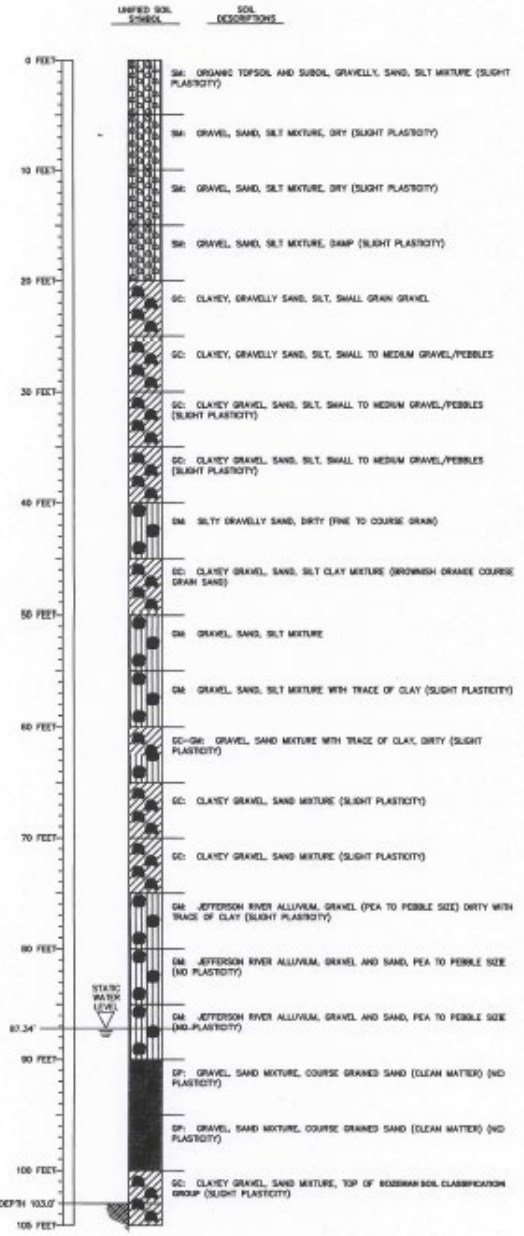 UNIFIED SOIL
SYMBOL
SOIL
DESCRIPTIONS
0 FEET
SM: ORGANIC TOPSOIL AND SUBOIL, GRAVELLY, SAND, SILT MIXTURE (SLIGHT
PLASTICITY)
SM: GRAVEL, SAND, SILT MIXTURE, DRY (SLIGHT PLASTICITY)
10 FEET
SM: GRAVEL, SAND, SILT MIXTURE, DRY (SLIGHT PLASTICITY)
SM: GRAVEL, SAND, SILT MIXTURE, DAMP (SLIGHT PLASTICITY)
20 FEET
GC: CLAYEY, GRAVELLY SAND, SILT, SMALL GRAIN GRAVEL
GC: CLAYEY, GRAVELLY SAND, SILT, SMALL TO MEDIUM GRAVEL/PEBBLES
30 FEET
GC: CLAYEY GRAVEL, SAND, SILT, SMALL TO MEDIUM GRAVEL/PEBBLES
(SLIGHT PLASTICITY)
GC: CLAYEY GRAVEL, SAND, SILT, SMALL TO MEDIUM GRAVEL/PEBBLES
(SLIGHT PLASTICITY)
40 FEET
GM: SILTY GRAVELLY SAND, DIRTY (FINE TO COURSE GRAIN)
GC: CLAYEY GRAVEL, SAND, SILT CLAY MIXTURE (BROWNISH ORANGE COURSE
GRAIN SAND)
50 FEET
GM: GRAVEL, SAND, SILT MIXTURE
GM: GRAVEL, SAND, SILT MIXTURE WITH TRACE OF CLAY (SLIGHT PLASTICITY)
60 FEET
GC-GM: GRAVEL, SAND MIXTURE WITH TRACE OF CLAY, DIRTY (SLIGHT
PLASTICITY)
GC: CLAYEY GRAVEL, SAND MIXTURE (SLIGHT PLASTICITY)
70 FEET
GC: CLAYEY GRAVEL, SAND MIXTURE (SLIGHT PLASTICITY)
GM: JEFFERSON RIVER ALLUVIUM, GRAVEL (PEA TO PEBBLE SIZE) DIRTY WITH
TRACE OF CLAY (SLIGHT PLASTICITY)
80 FEET
GM: JEFFERSON RIVER ALLUVIUM, GRAVEL AND SAND, PEA TO PEBBLE SIZE
(NO PLASTICITY)
STATIC
WATER
LEVEL
GM: JEFFERSON RIVER ALLUVIUM, GRAVEL AND SAND, PEA TO PEBBLE SIZE
(NO PLASTICITY)
87.34'
90 FEET
GP: GRAVEL, SAND MIXTURE, COURSE GRAINED SAND (CLEAN MATTER) (NO
PLASTICITY)
GP: GRAVEL, SAND MIXTURE, COURSE GRAINED SAND (CLEAN MATTER) (NO
PLASTICITY)
100 FEET
GC: CLAYEY GRAVEL, SAND MIXTURE, TOP OF BOZEMAN SOIL CLASSIFICATION
GROUP (SLIGHT PLASTICITY)
DEPTH 103.0'
105 FEET